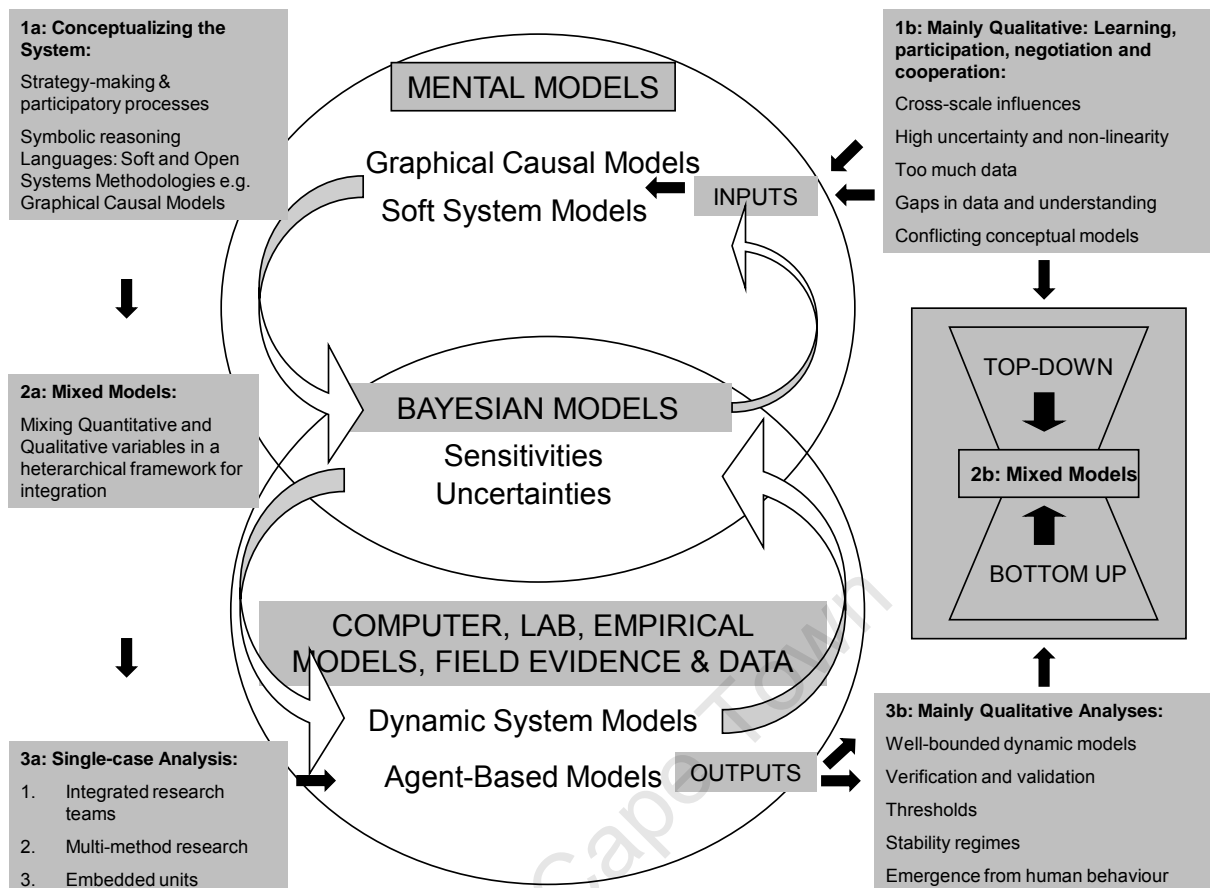 1a: Conceptualizing the
System:
Strategy-making &
participatory processes
Symbolic reasoning
Languages: Soft and Open
Systems Methodologies e.g.
Graphical Causal Models
MENTAL MODELS
Graphical Causal Models
Soft System Models
INPUTS
1b: Mainly Qualitative: Learning,
participation, negotiation and
cooperation:
Cross-scale influences
High uncertainty and non-linearity
Too much data
Gaps in data and understanding
Conflicting conceptual models
2a: Mixed Models:
Mixing Quantitative and
Qualitative variables in a
heterarchical framework for
integration
BAYESIAN MODELS
Sensitivities
Uncertainties
TOP-DOWN
2b: Mixed Models
BOTTOM UP
COMPUTER, LAB, EMPIRICAL
MODELS, FIELD EVIDENCE & DATA
Dynamic System Models
Agent-Based Models
OUTPUTS
3a: Single-case Analysis:
1. Integrated research
teams
2. Multi-method research
3. Embedded units
3b: Mainly Qualitative Analyses:
Well-bounded dynamic models
Verification and validation
Thresholds
Stability regimes
Emergence from human behaviour
Cape Town